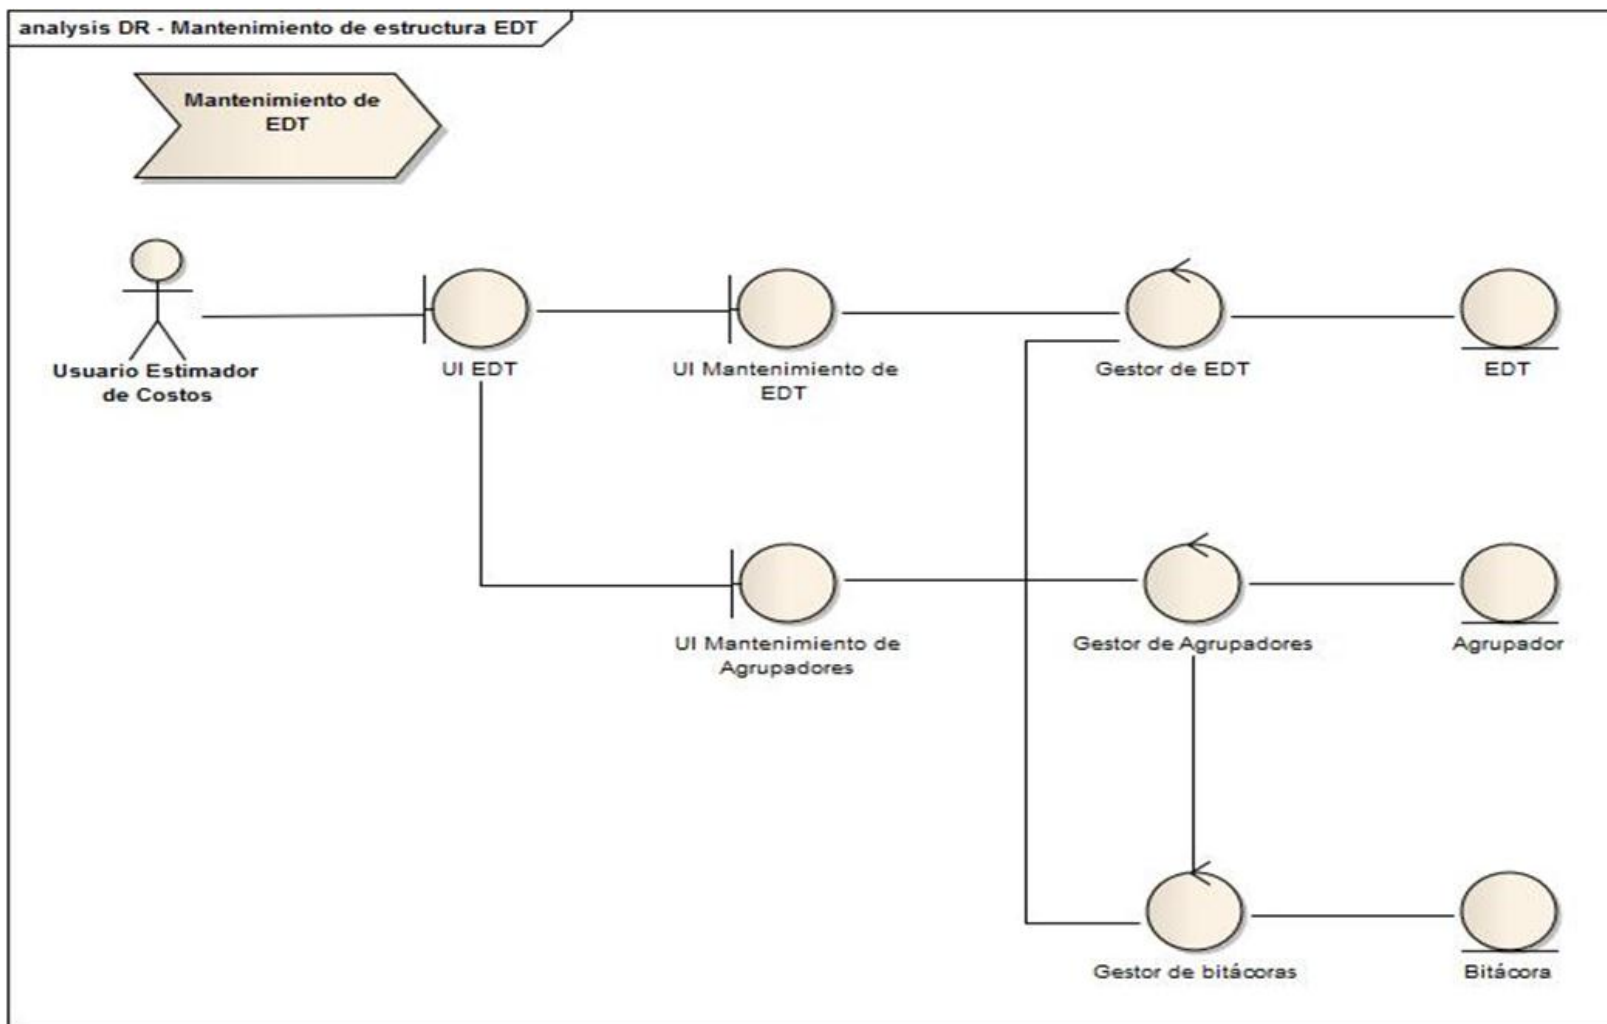 analysis DR - Mantenimiento de estructura EDT
Mantenimiento de
EDT
Usuario Estimador
de Costos
UI EDT
UI Mantenimiento de
EDT
Gestor de EDT
EDT
UI Mantenimiento de
Agrupadores
Gestor de Agrupadores
Agrupador
Gestor de bitácoras
Bitácora